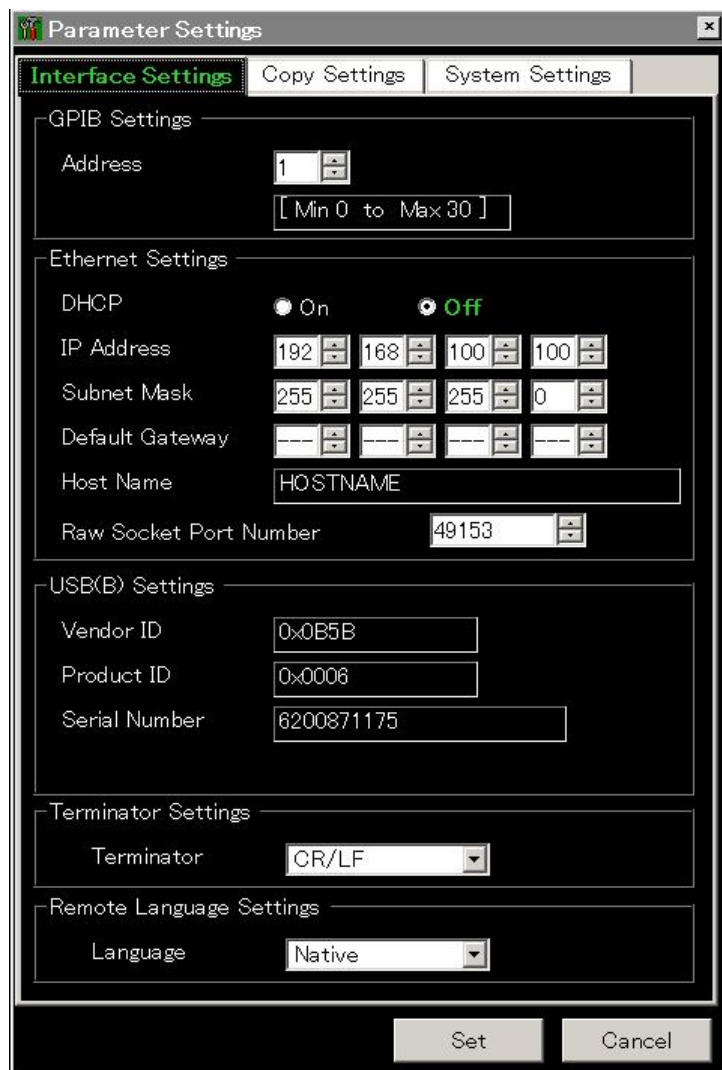 Parameter Settings
Interface Settings Copy Settings System Settings
GPIB Settings
Address 1
[ Min 0 to Max 30 ]
Ethernet Settings
DHCP On Off
IP Address 192 168 100 100
Subnet Mask 255 255 255 0
Default Gateway --- --- --- ---
Host Name HOSTNAME
Raw Socket Port Number 49153
USB(B) Settings
Vendor ID 0x0B5B
Product ID 0x0006
Serial Number 6200871175
Terminator Settings
Terminator CR/LF
Remote Language Settings
Language Native
Set Cancel